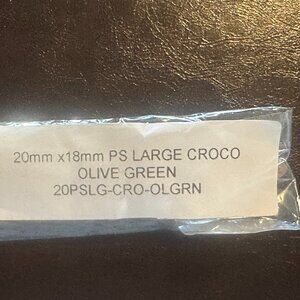 20mm x18mm PS LARGE CROCO
OLIVE GREEN
20PSLG-CRO-OLGRN